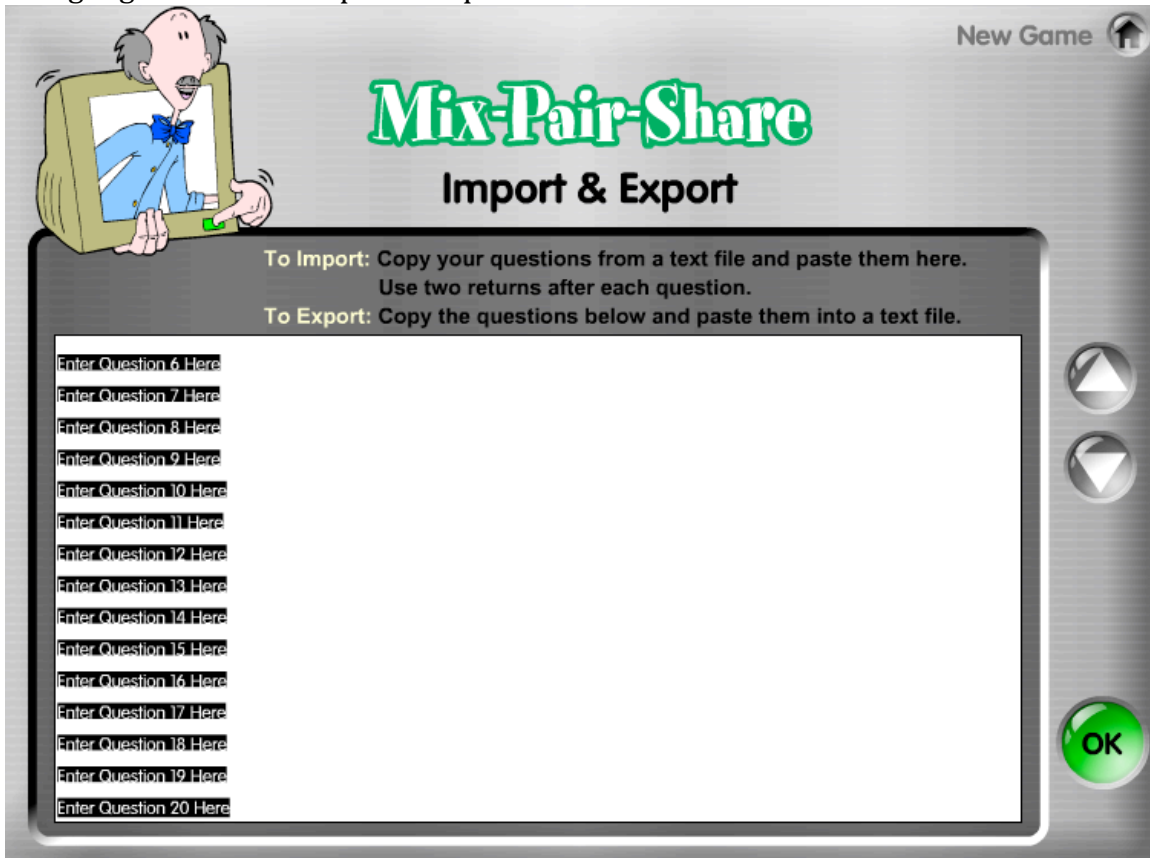 New Game
Mix-Pair-Share
Import & Export
To Import: Copy your questions from a text file and paste them here.
Use two returns after each question.
To Export: Copy the questions below and paste them into a text file.
Enter Question 6 Here
Enter Question 7 Here
Enter Question 8 Here
Enter Question 9 Here
Enter Question 10 Here
Enter Question 11 Here
Enter Question 12 Here
Enter Question 13 Here
Enter Question 14 Here
Enter Question 15 Here
Enter Question 16 Here
Enter Question 17 Here
Enter Question 18 Here
Enter Question 19 Here
Enter Question 20 Here
OK